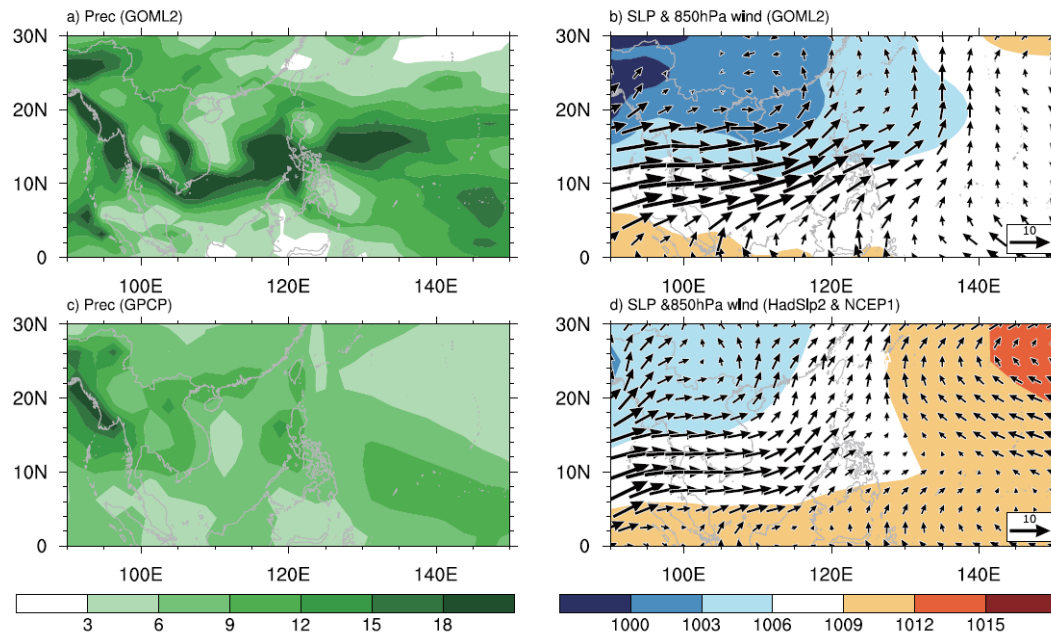 a) Prec (GOML2)
b) SLP & 850hPa wind (GOML2)
30N
20N
10N
0
100E 120E 140E
30N
20N
10N
0
10
100E 120E 140E
c) Prec (GPCP)
d) SLP &850hPa wind (HadSlp2 & NCEP1)
30N
20N
10N
0
100E 120E 140E
30N
20N
10N
0
10
100E 120E 140E
3 6 9 12 15 18
1000 1003 1006 1009 1012 1015